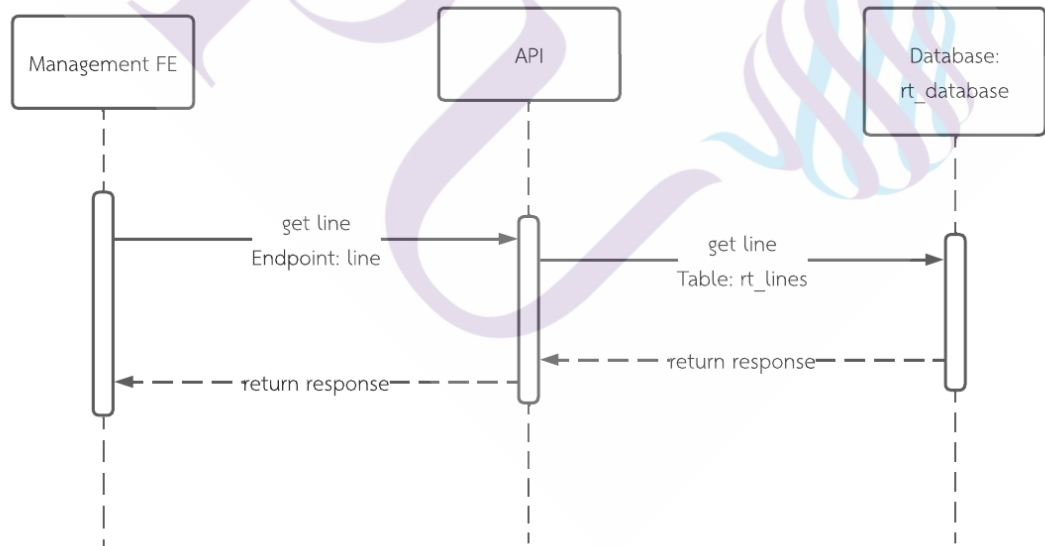 Management FE
API
Database:
rt_database
get line
Endpoint: line
get line
Table: rt_lines
return response
return response